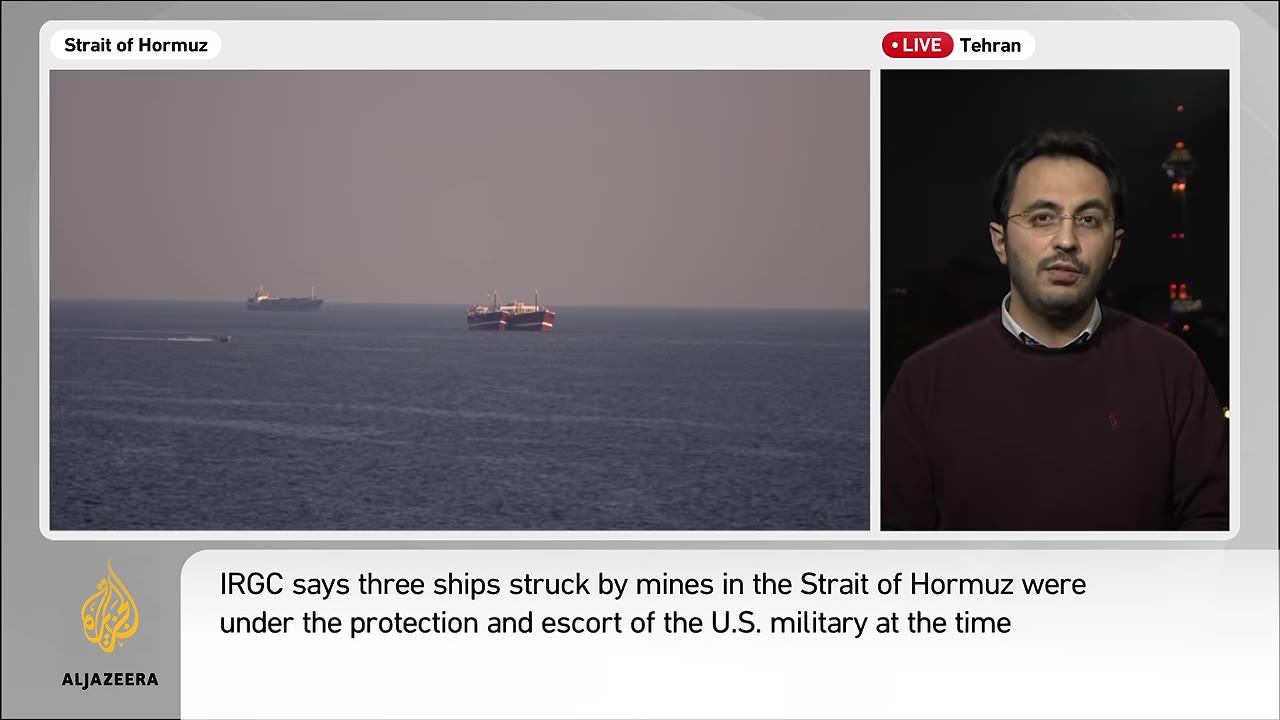 Strait of Hormuz
• LIVE Tehran
IRGC says three ships struck by mines in the Strait of Hormuz were
under the protection and escort of the U.S. military at the time
الجزيرة
ALJAZEERA